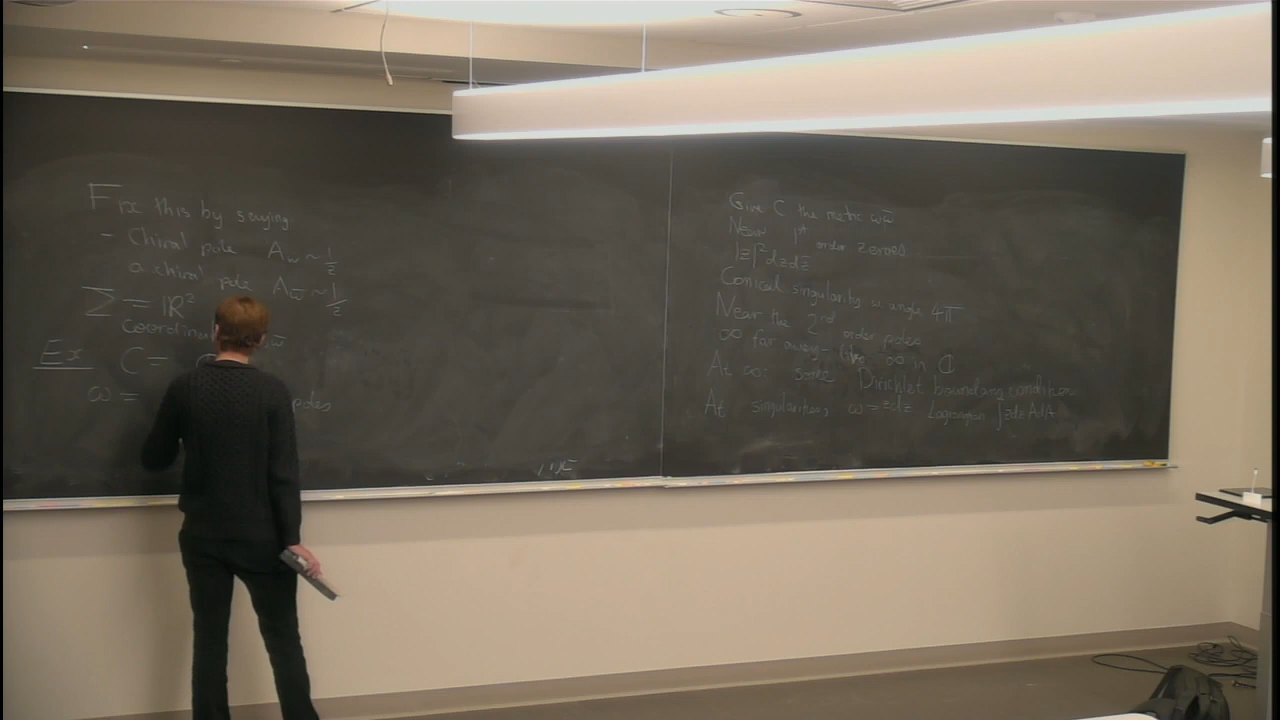 Fix this by saying
- Chiral pole A_w ~ 1/z
a chiral pole A_w̄ ~ 1/z̄
Σ = ℝ²
Ex C =
ω = poles
Give C the metric ωω̄
Near 1st order zeroes
|z|² dz dz̄
Conical singularity w angle 4π
Near the 2nd order poles
∞ far away - like ∞ in ℂ
At ∞: some Dirichlet boundary condition
At singularities, ω = z dz Lagrangian ∫ z dz A dA